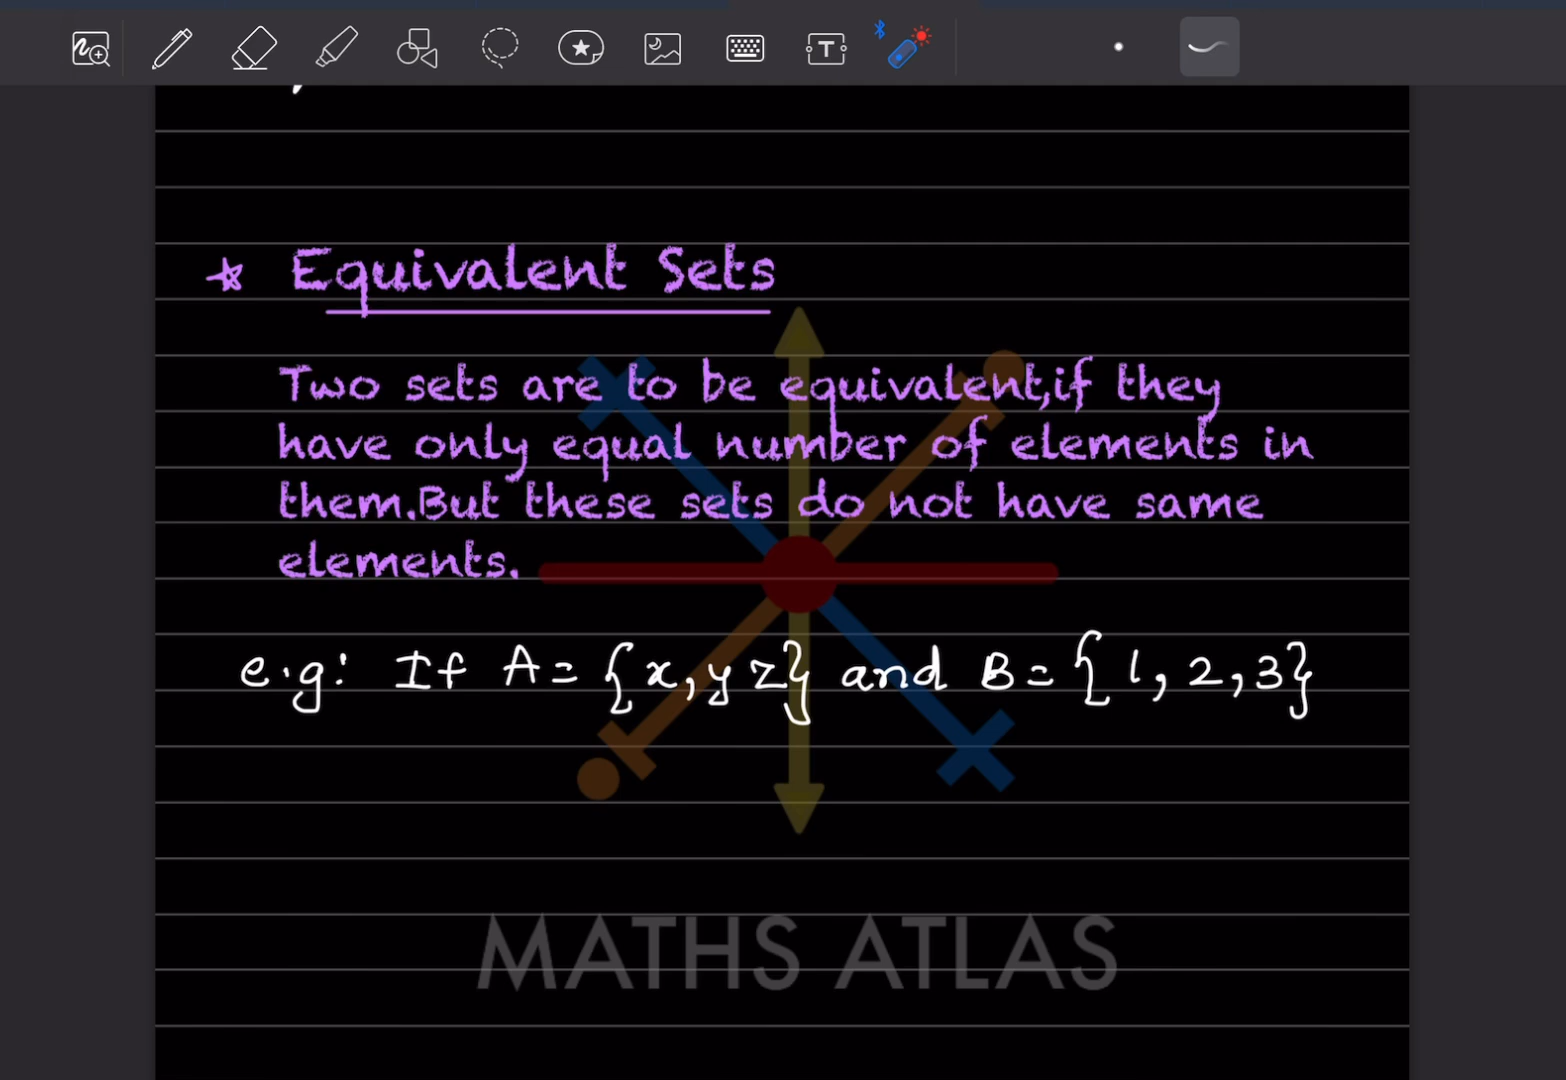 * Equivalent Sets
Two sets are to be equivalent,if they
have only equal number of elements in
them.But these sets do not have same
elements.
e.g: If A = {x, y z} and B = {1, 2, 3}
MATHS ATLAS